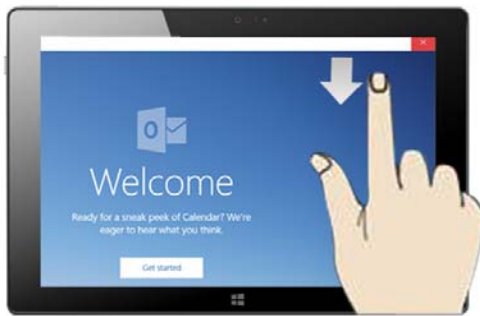 Welcome
Ready for a sneak peek of Calendar? We're
eager to hear what you think.
Get started